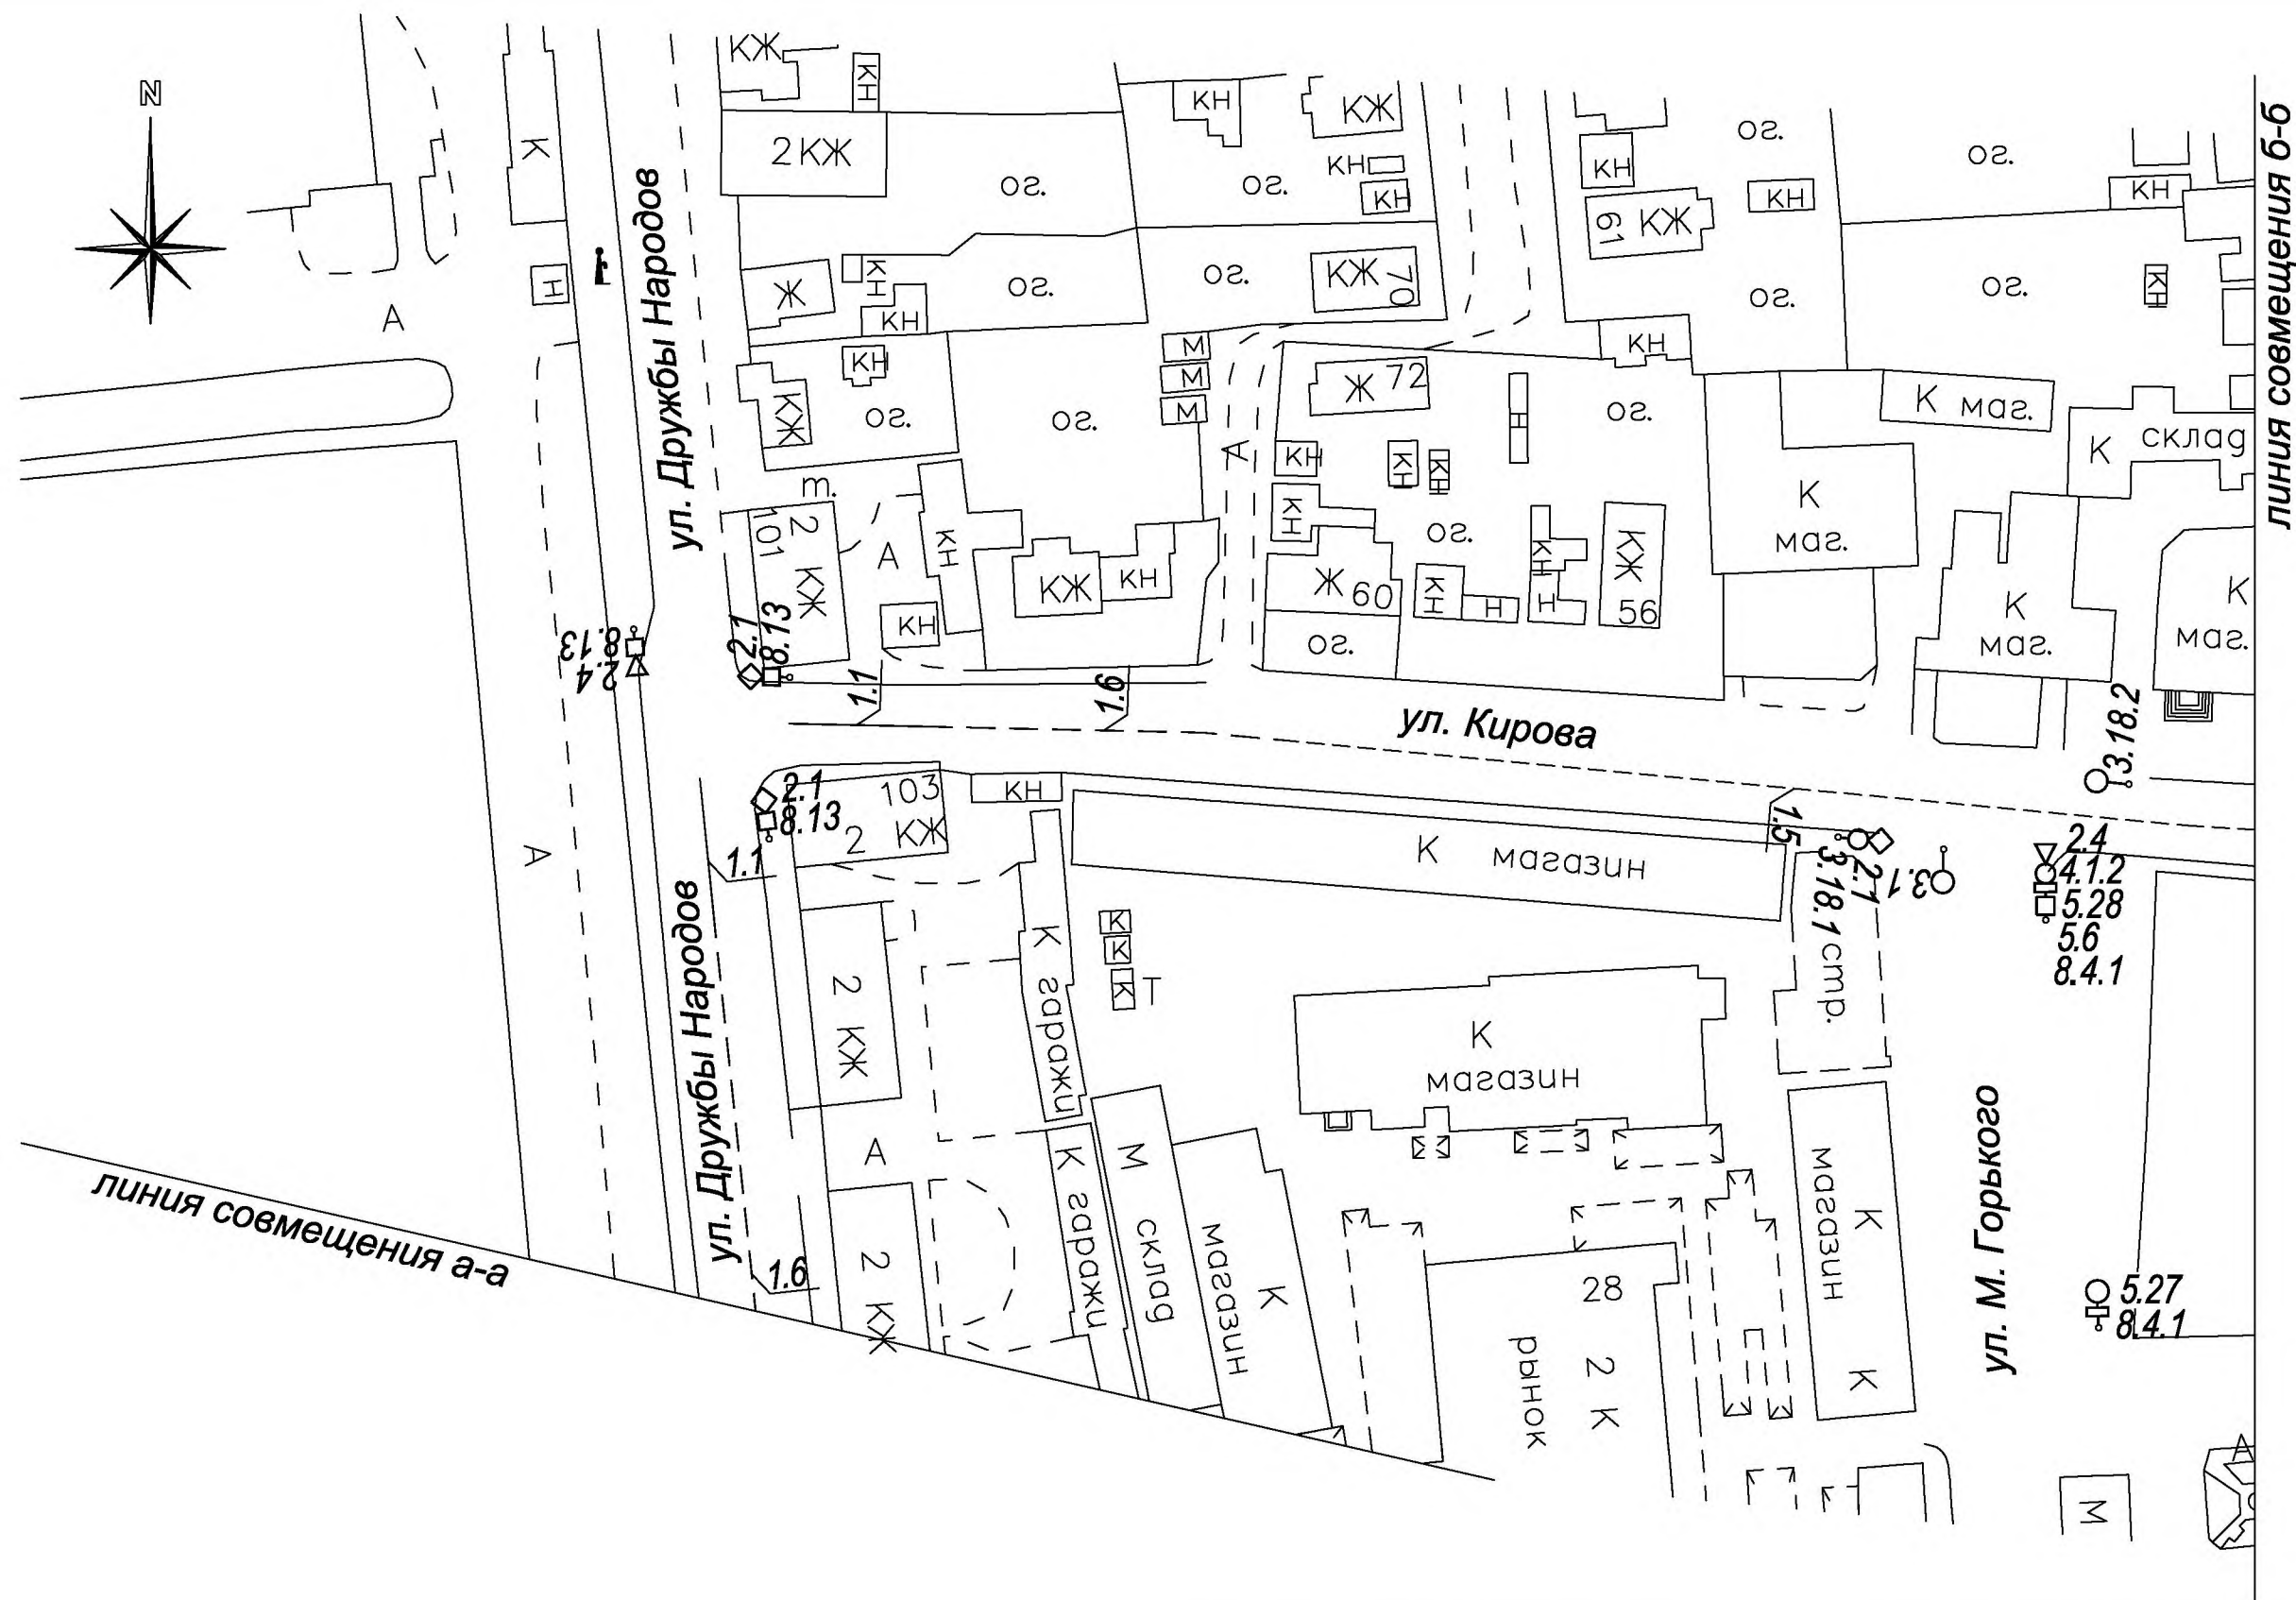 N
КЖ
КН
2КЖ
К
ог.
КН
КЖ
КН
КН
ог.
ог.
КН
КН
61 КЖ
ог.
ог.
КН
КН
ул. Дружбы Народов
Н
А
Ж
КН
КН
ог.
ог.
КЖ 70
ог.
ог.
КН
КН
линия совмещения б-б
КН
КЖ
ог.
ог.
М
М
М
А
Ж 72
КН
КН
КН
КН
Н
ог.
ог.
К маг.
К склад
К
маг.
К
маг.
К
маг.
т.
101
2 КЖ
А
КН
КН
КЖ
КН
Ж 60
ог.
КН
Н
КН
Н
КЖ
56
8.13
2.4
2.1
8.13
1.1
1.6
ул. Кирова
3.18.2
2.1
8.13
103
2 КЖ
КН
1.1
К магазин
1.5
3.18.1
2.1
3.1
2.4
4.1.2
5.28
5.6
8.4.1
стр.
А
ул. Дружбы Народов
2 КЖ
К гаражи
К
К
К Т
К
магазин
А
К гаражи
М склад
К
магазин
2 КЖ
1.6
28
2 К
рынок
К
магазин
К
ул. М. Горького
5.27
8.4.1
А
М
линия совмещения а-а